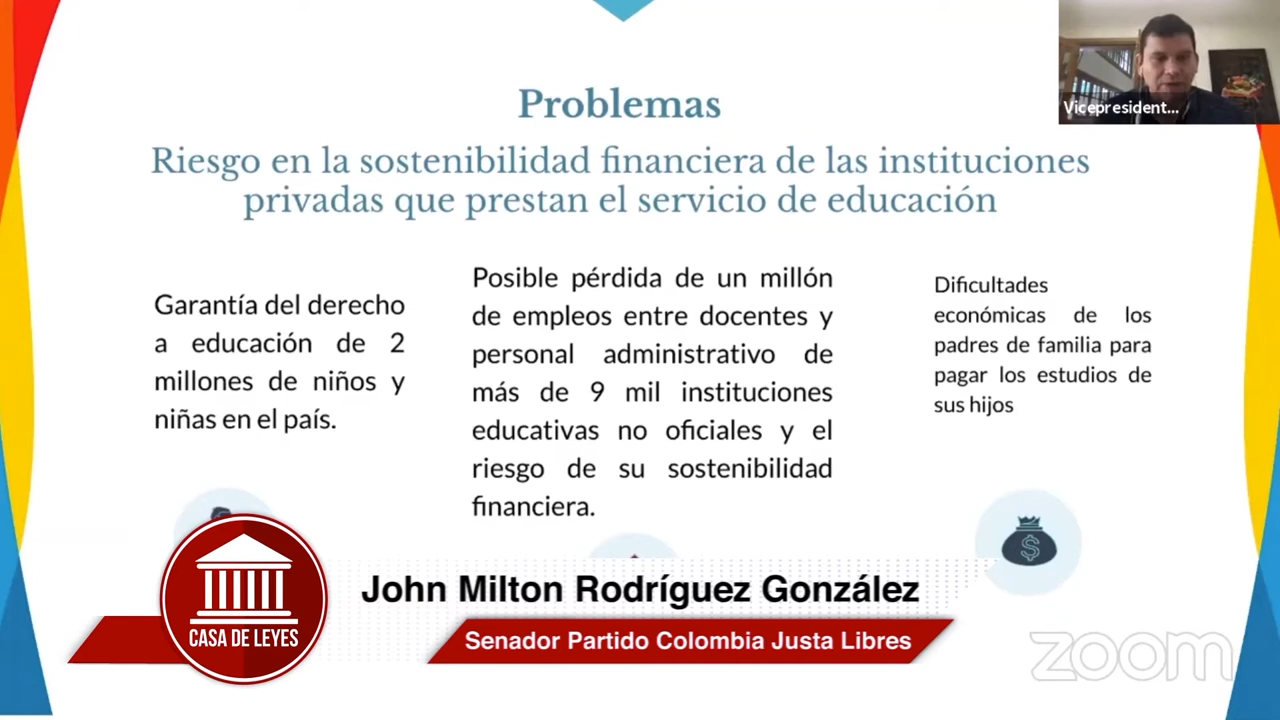 Vicepresident...
Problemas
Riesgo en la sostenibilidad financiera de las instituciones
privadas que prestan el servicio de educación
Garantía del derecho
a educación de 2
millones de niños y
niñas en el país.
Posible pérdida de un millón
de empleos entre docentes y
personal administrativo de
más de 9 mil instituciones
educativas no oficiales y el
riesgo de su sostenibilidad
financiera.
Dificultades
económicas de los
padres de familia para
pagar los estudios de
sus hijos
$
CASA DE LEYES
John Milton Rodríguez González
Senador Partido Colombia Justa Libres
zoom